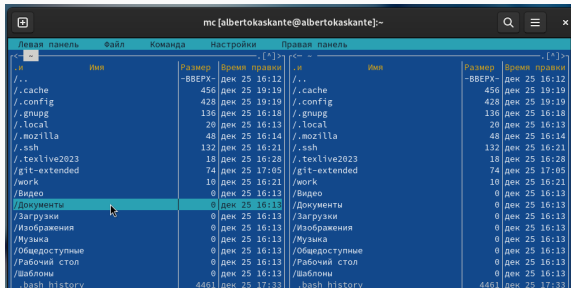 mc [albertokaskante@albertokaskante]:~
Левая панель Файл Команда Настройки Правая панель
<- ~ .[^]> <- ~ .[^]>
.и Имя Размер Время правки .и Имя Размер Время правки
/.. -ВВЕРХ- дек 25 16:12 /.. -ВВЕРХ- дек 25 16:12
/.cache 456 дек 25 19:19 /.cache 456 дек 25 19:19
/.config 428 дек 25 19:19 /.config 428 дек 25 19:19
/.gnupg 136 дек 25 16:18 /.gnupg 136 дек 25 16:18
/.local 20 дек 25 16:13 /.local 20 дек 25 16:13
/.mozilla 48 дек 25 16:14 /.mozilla 48 дек 25 16:14
/.ssh 132 дек 25 16:21 /.ssh 132 дек 25 16:21
/.texlive2023 18 дек 25 16:28 /.texlive2023 18 дек 25 16:28
/git-extended 74 дек 25 17:05 /git-extended 74 дек 25 17:05
/work 10 дек 25 16:21 /work 10 дек 25 16:21
/Видео 0 дек 25 16:13 /Видео 0 дек 25 16:13
/Документы 0 дек 25 16:13 /Документы 0 дек 25 16:13
/Загрузки 0 дек 25 16:13 /Загрузки 0 дек 25 16:13
/Изображения 0 дек 25 16:13 /Изображения 0 дек 25 16:13
/Музыка 0 дек 25 16:13 /Музыка 0 дек 25 16:13
/Общедоступные 0 дек 25 16:13 /Общедоступные 0 дек 25 16:13
/Рабочий стол 0 дек 25 16:13 /Рабочий стол 0 дек 25 16:13
/Шаблоны 0 дек 25 16:13 /Шаблоны 0 дек 25 16:13
.bash_history 4461 дек 25 17:33 .bash_history 4461 дек 25 17:33